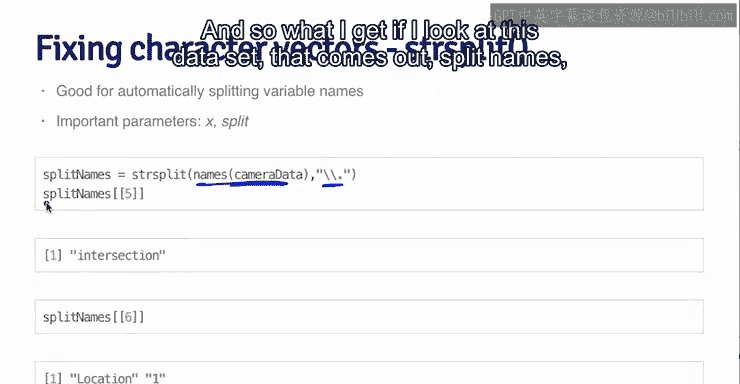 And so what I get if I look at this
data set, that comes out, split names,
Fixing character vectors - strsplit()
· Good for automatically splitting variable names
· Important parameters: x, split
splitNames = strsplit(names(cameraData),"\\.")
splitNames[[5]]
[1] "intersection"
splitNames[[6]]
[1] "Location" "1"